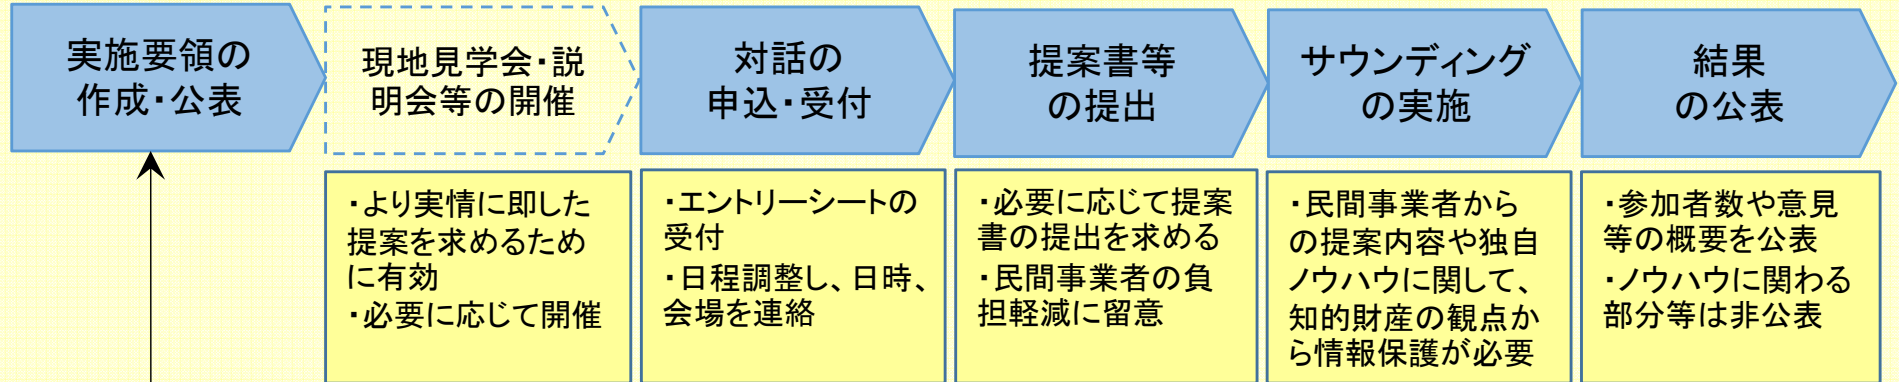 実施要領の
作成・公表
現地見学会・説
明会等の開催
対話の
申込・受付
提案書等
の提出
サウンディング
の実施
結果
の公表
・より実情に即した
提案を求めるため
に有効
・必要に応じて開催
・エントリーシートの
受付
・日程調整し、日時、
会場を連絡
・必要に応じて提案
書の提出を求める
・民間事業者の負
担軽減に留意
・民間事業者から
の提案内容や独自
ノウハウに関して、
知的財産の観点か
ら情報保護が必要
・参加者数や意見
等の概要を公表
・ノウハウに関わる
部分等は非公表